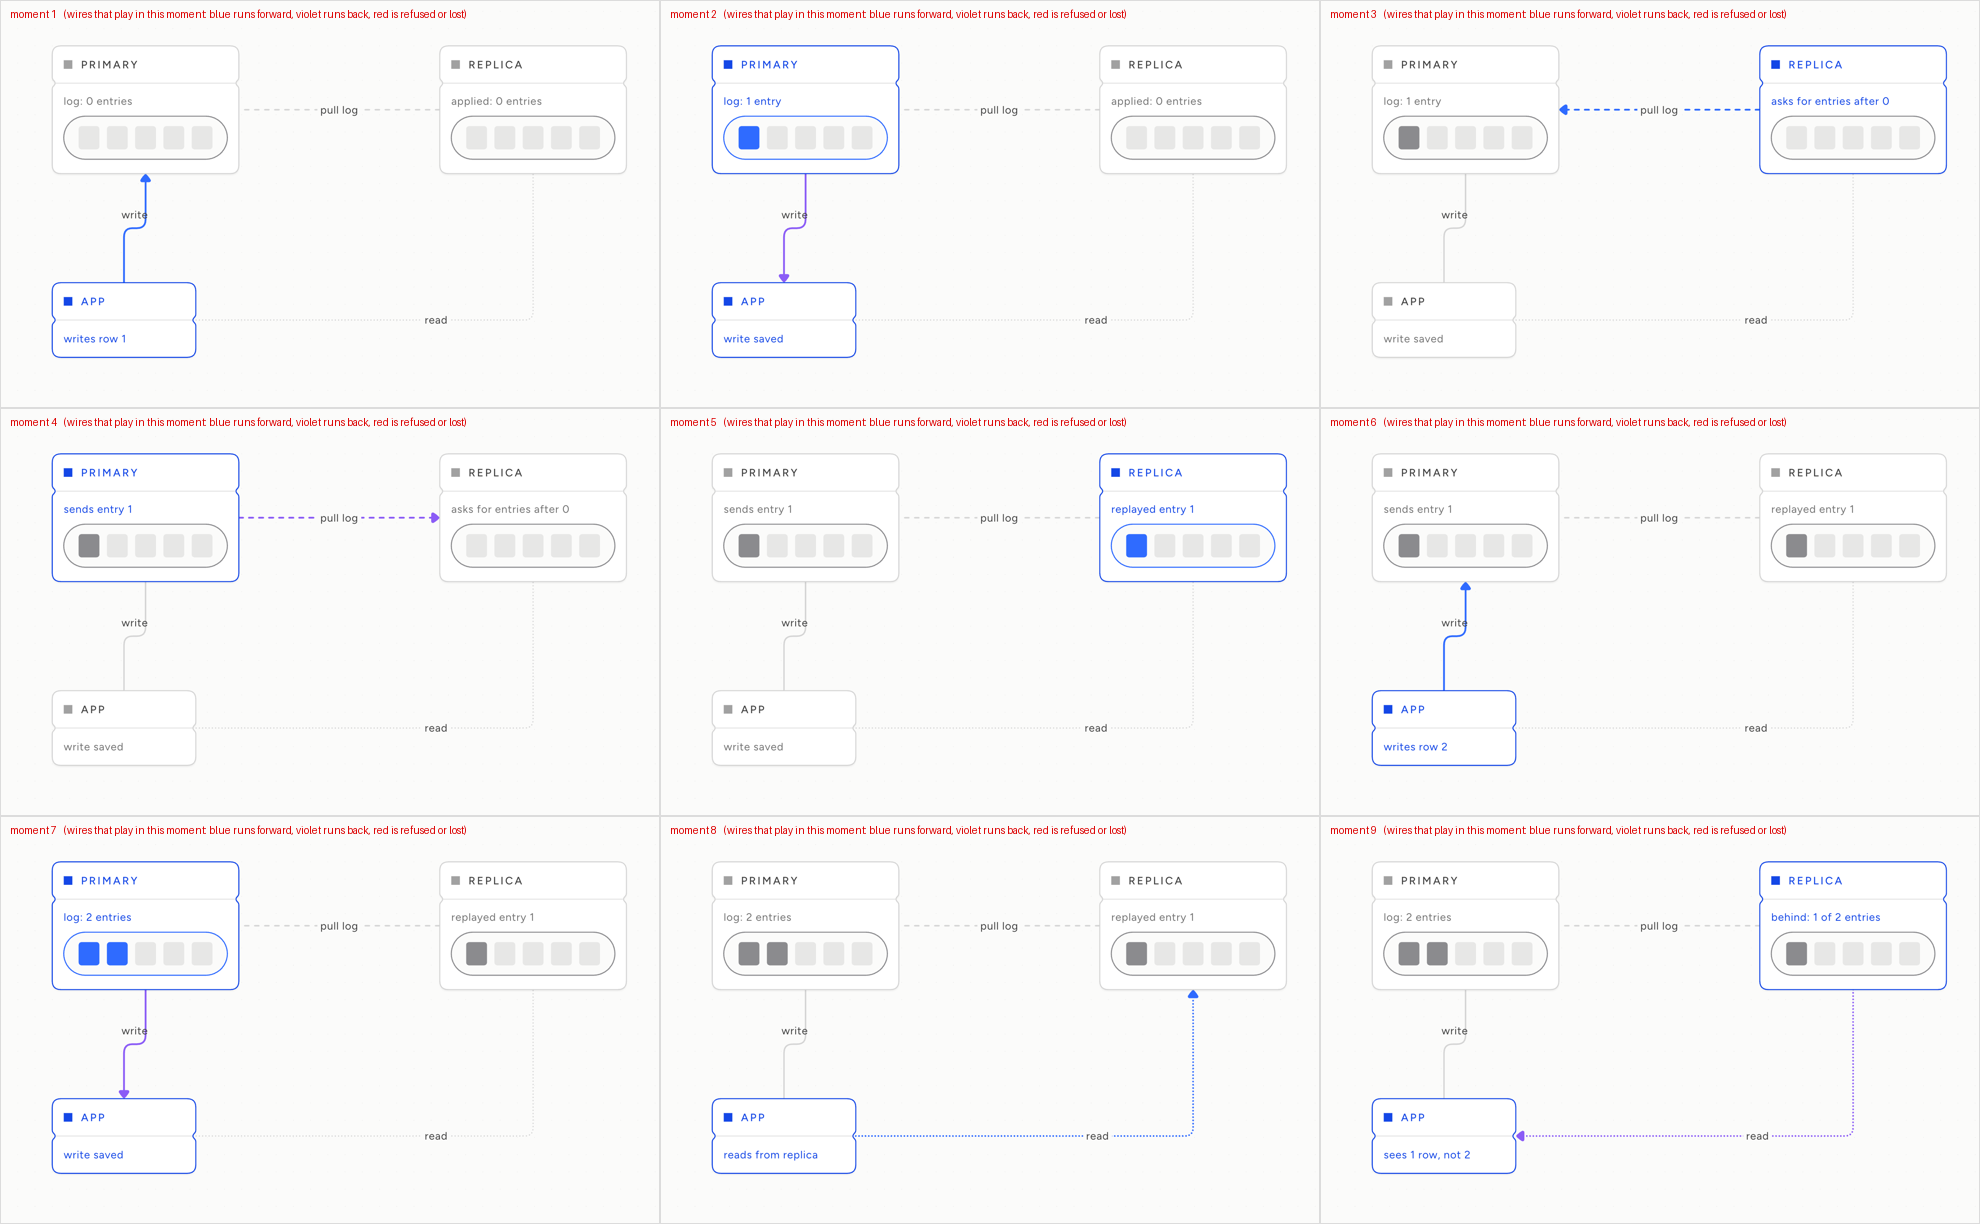 moment 1 (wires that play in this moment: blue runs forward, violet runs back, red is refused or lost)
PRIMARY
REPLICA
log: 0 entries
pull log
applied: 0 entries
write
APP
read
writes row 1
moment 2 (wires that play in this moment: blue runs forward, violet runs back, red is refused or lost)
PRIMARY
REPLICA
log: 1 entry
pull log
applied: 0 entries
write
APP
read
write saved
moment 3 (wires that play in this moment: blue runs forward, violet runs back, red is refused or lost)
PRIMARY
REPLICA
log: 1 entry
pull log
asks for entries after 0
write
APP
read
write saved
moment 4 (wires that play in this moment: blue runs forward, violet runs back, red is refused or lost)
PRIMARY
REPLICA
sends entry 1
pull log
asks for entries after 0
write
APP
read
write saved
moment 5 (wires that play in this moment: blue runs forward, violet runs back, red is refused or lost)
PRIMARY
REPLICA
sends entry 1
pull log
replayed entry 1
write
APP
read
write saved
moment 6 (wires that play in this moment: blue runs forward, violet runs back, red is refused or lost)
PRIMARY
REPLICA
sends entry 1
pull log
replayed entry 1
write
APP
read
writes row 2
moment 7 (wires that play in this moment: blue runs forward, violet runs back, red is refused or lost)
PRIMARY
REPLICA
log: 2 entries
pull log
replayed entry 1
write
APP
read
write saved
moment 8 (wires that play in this moment: blue runs forward, violet runs back, red is refused or lost)
PRIMARY
REPLICA
log: 2 entries
pull log
replayed entry 1
write
APP
read
reads from replica
moment 9 (wires that play in this moment: blue runs forward, violet runs back, red is refused or lost)
PRIMARY
REPLICA
log: 2 entries
pull log
behind: 1 of 2 entries
write
APP
read
sees 1 row, not 2